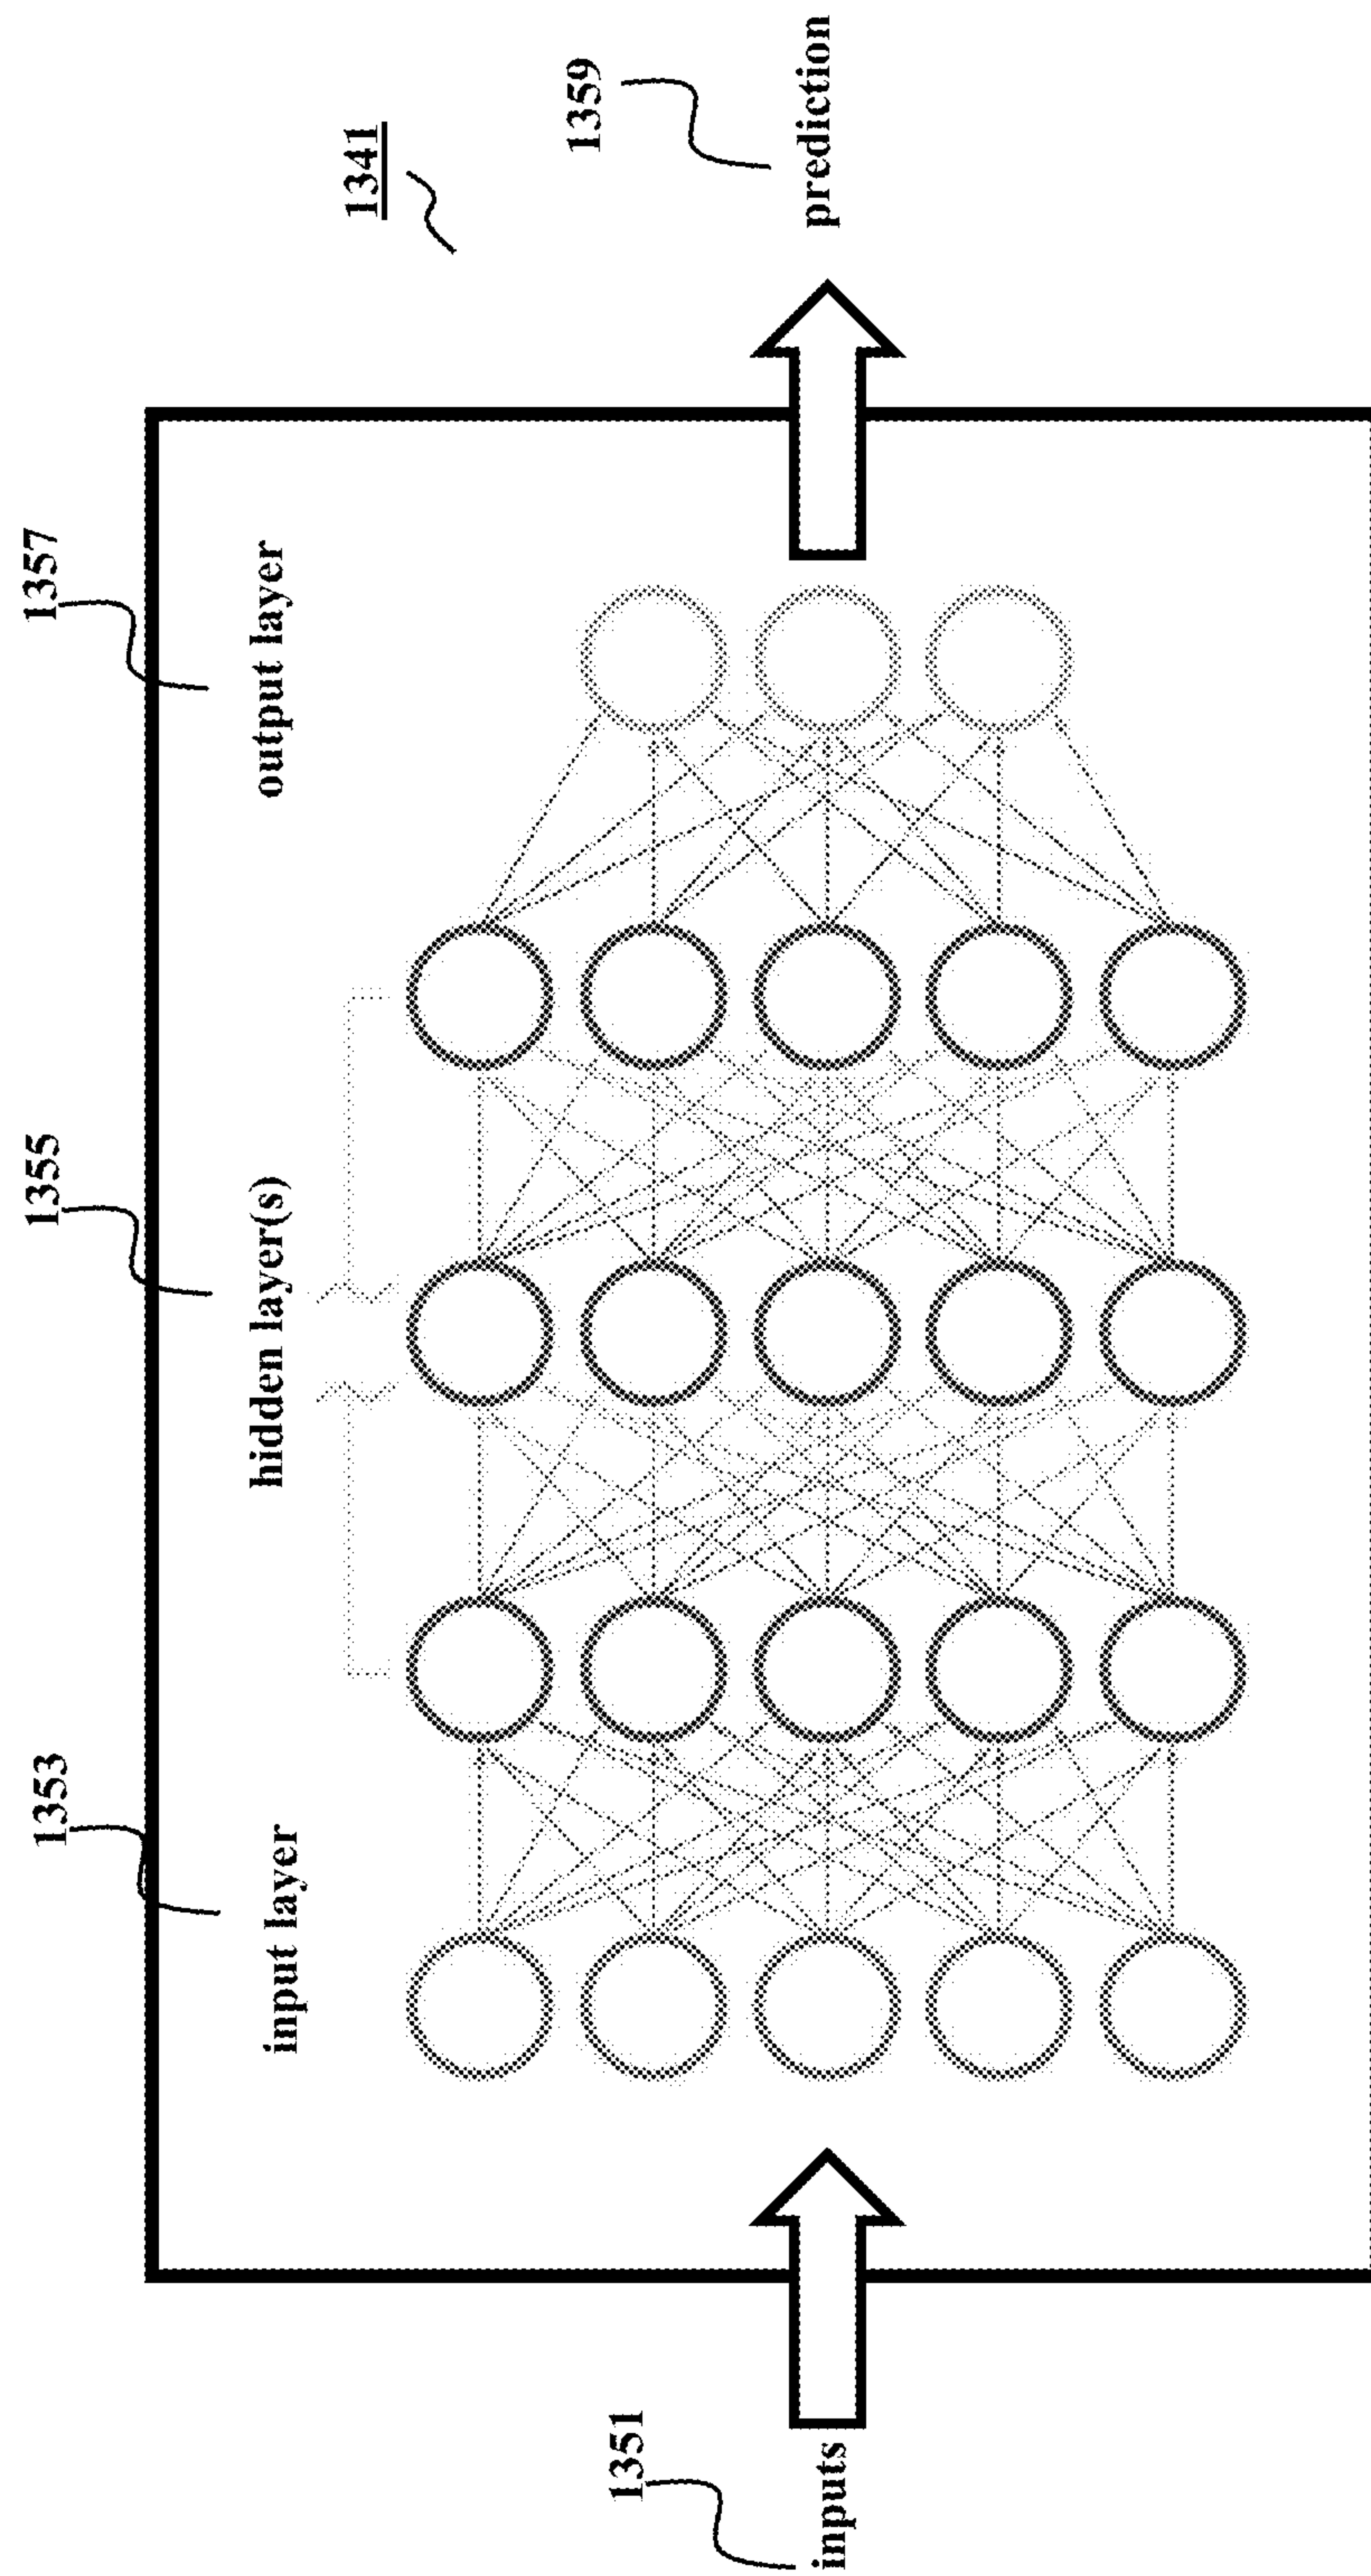 1353
1355
1357
input layer
hidden layer(s)
output layer
1341
1351
inputs
1359
prediction